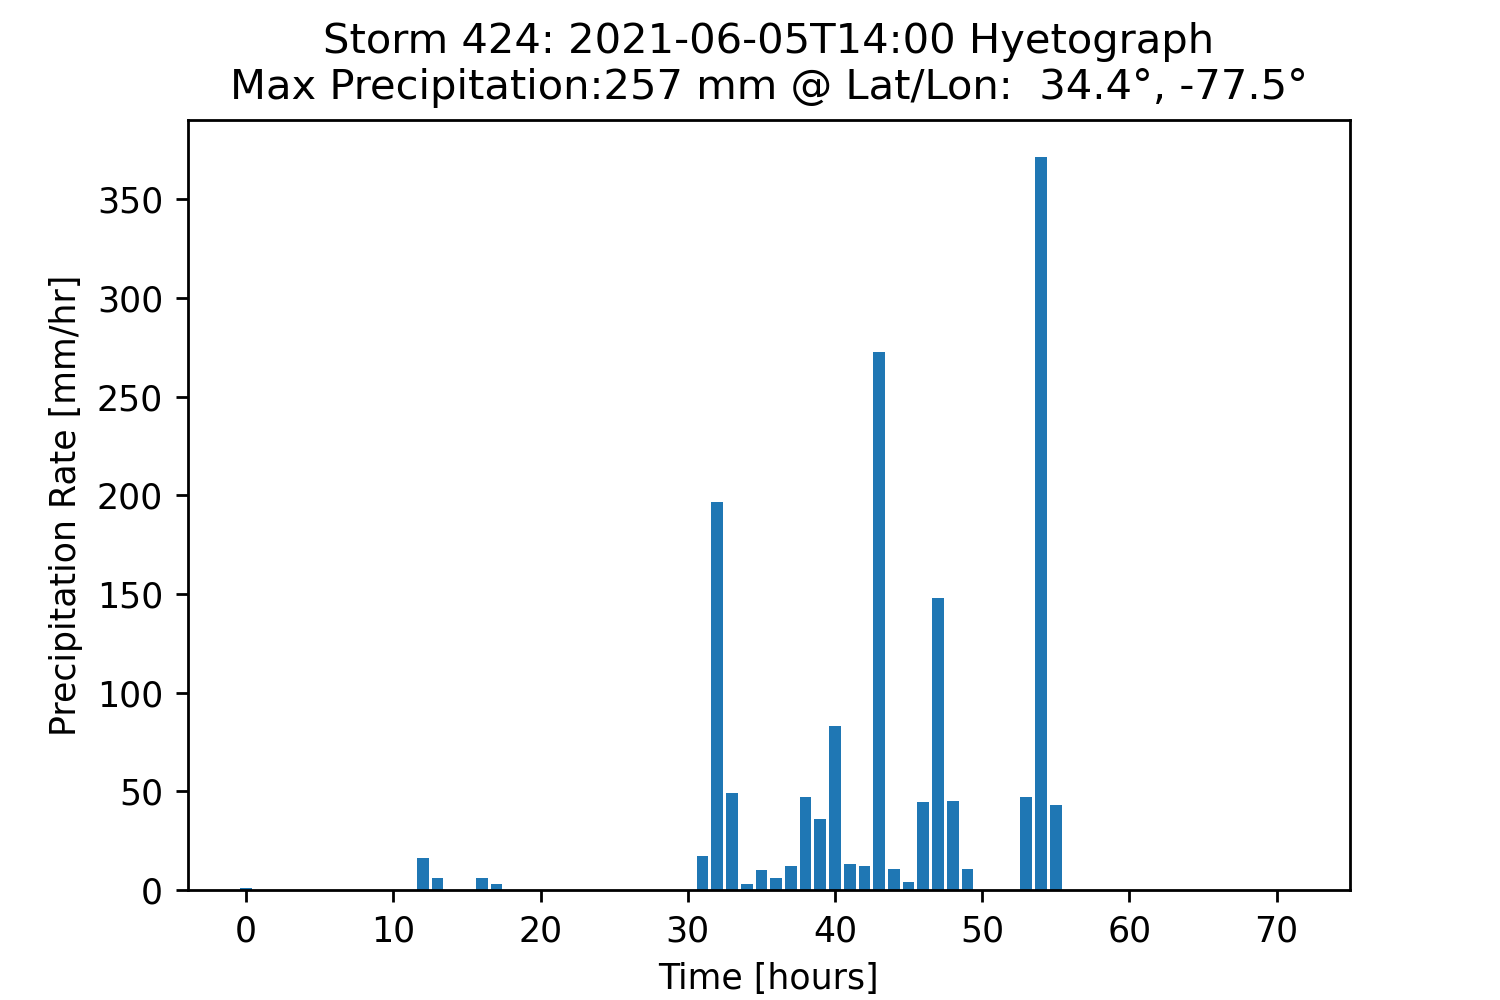 Storm 424: 2021-06-05T14:00 Hyetograph
Max Precipitation:257 mm @ Lat/Lon:  34.4°, -77.5°
Precipitation Rate [mm/hr]
350
300
250
200
150
100
50
0
0 10 20 30 40 50 60 70
Time [hours]